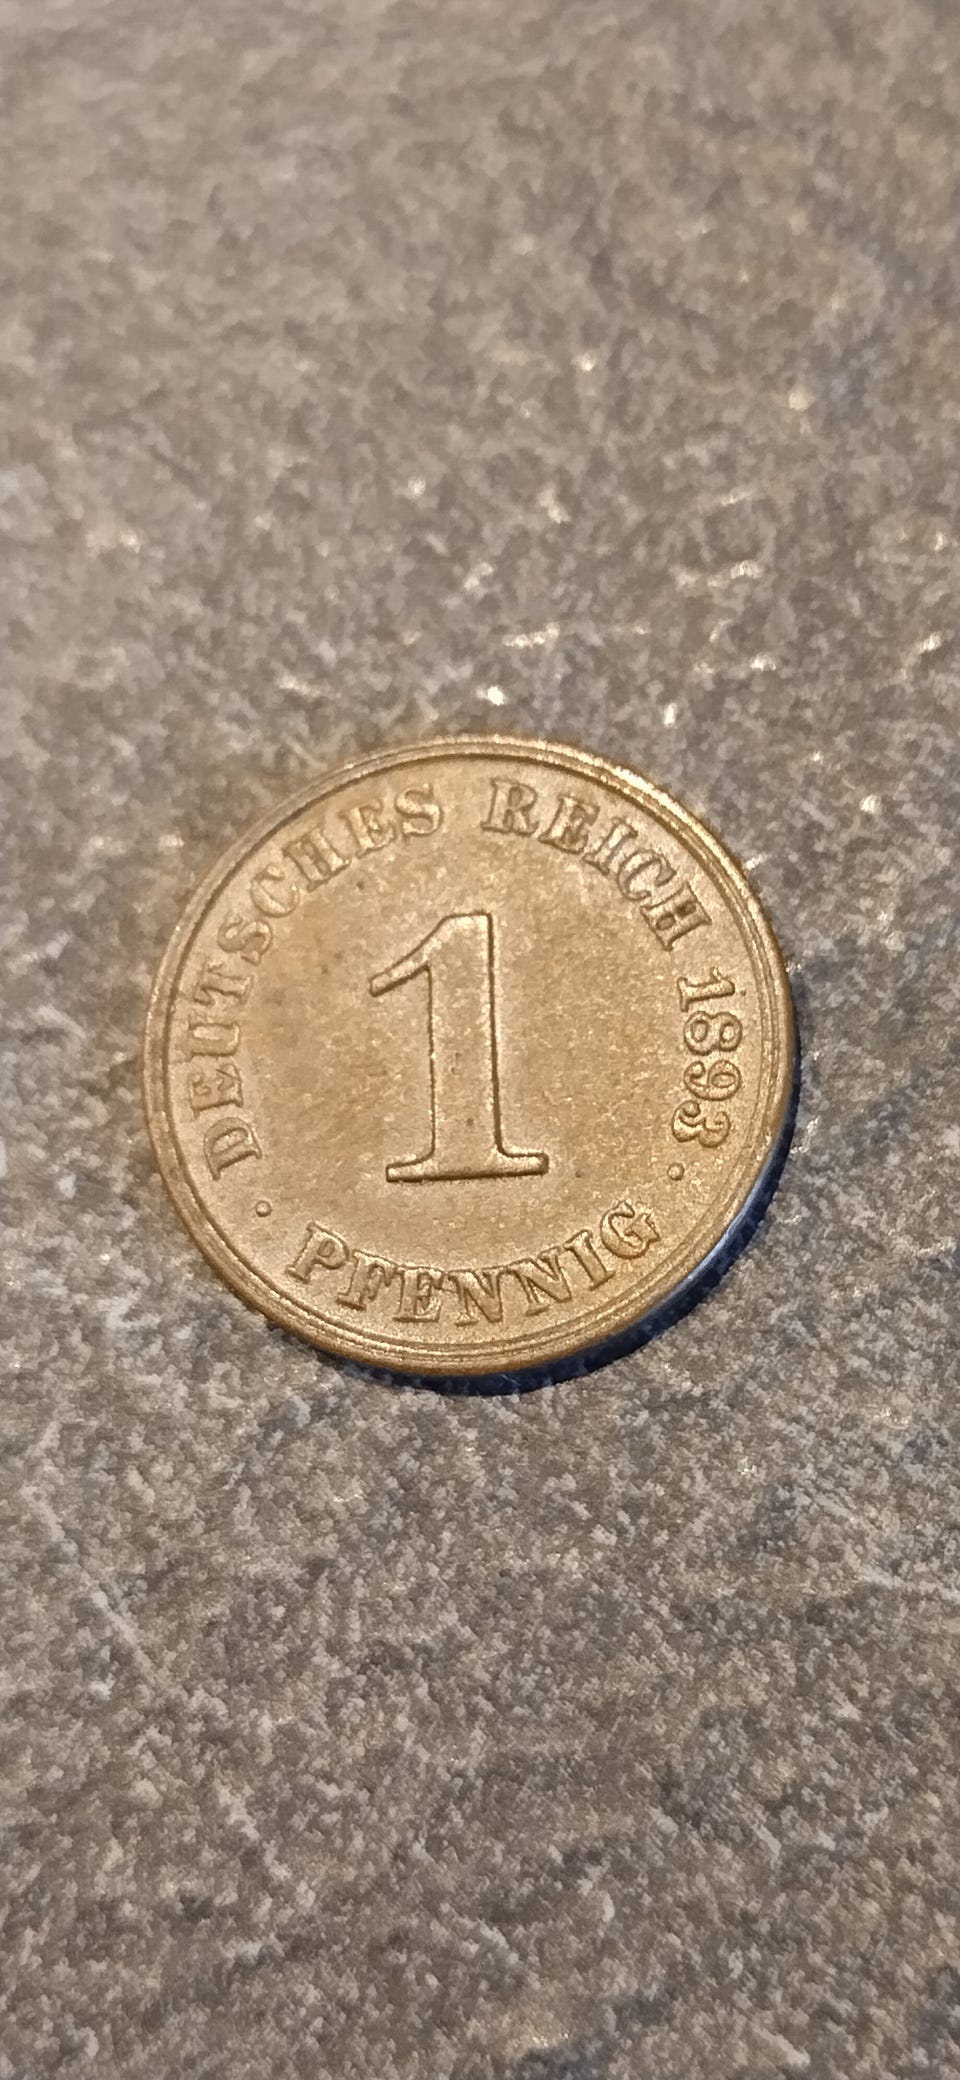 DEUTSCHES REICH 1893
1
· PFENNIG ·